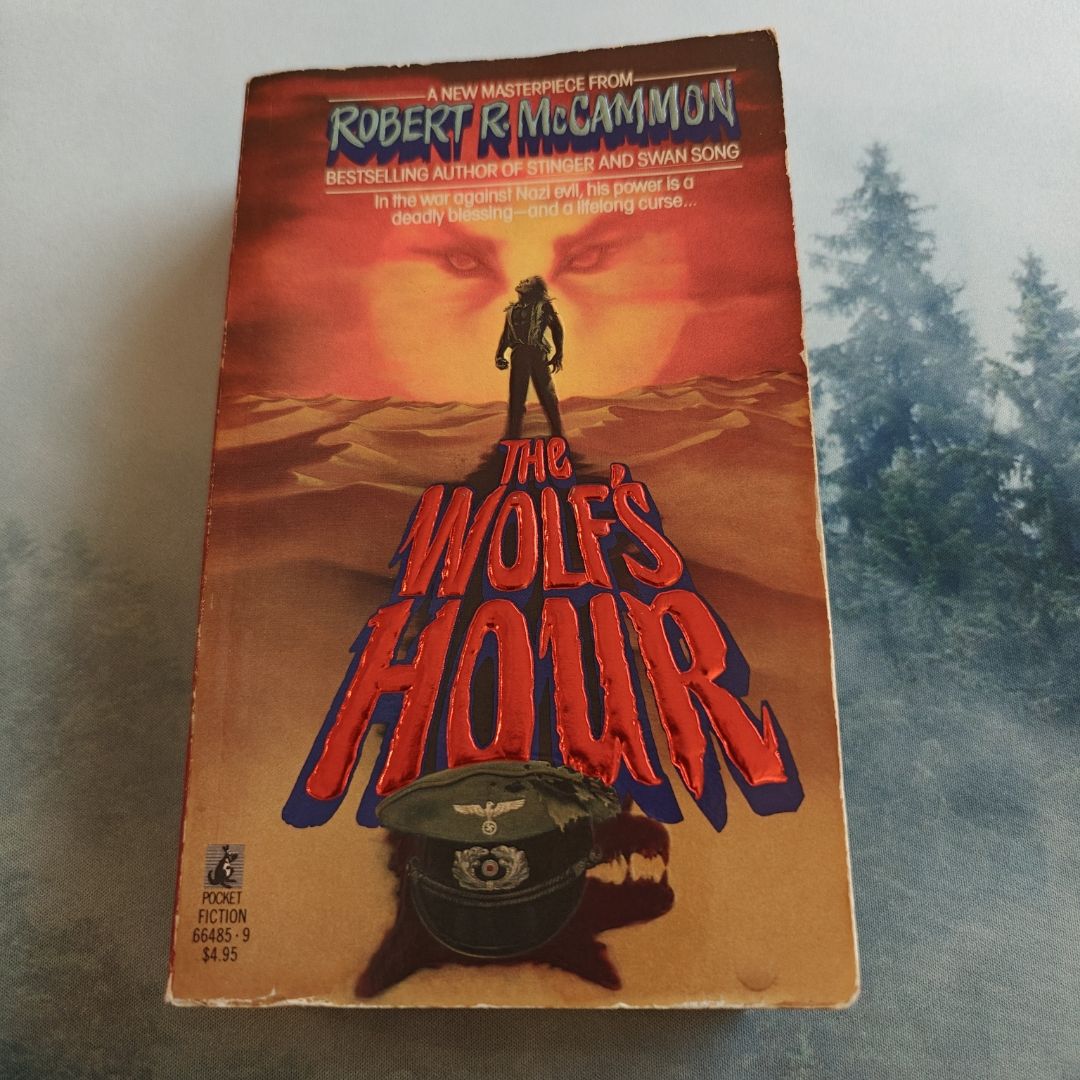 A NEW MASTERPIECE FROM
ROBERT R. McCAMMON
BESTSELLING AUTHOR OF STINGER AND SWAN SONG
In the war against Nazi evil, his power is a
deadly blessing—and a lifelong curse...
THE
WOLF'S
HOUR
POCKET
FICTION
66485·9
$4.95